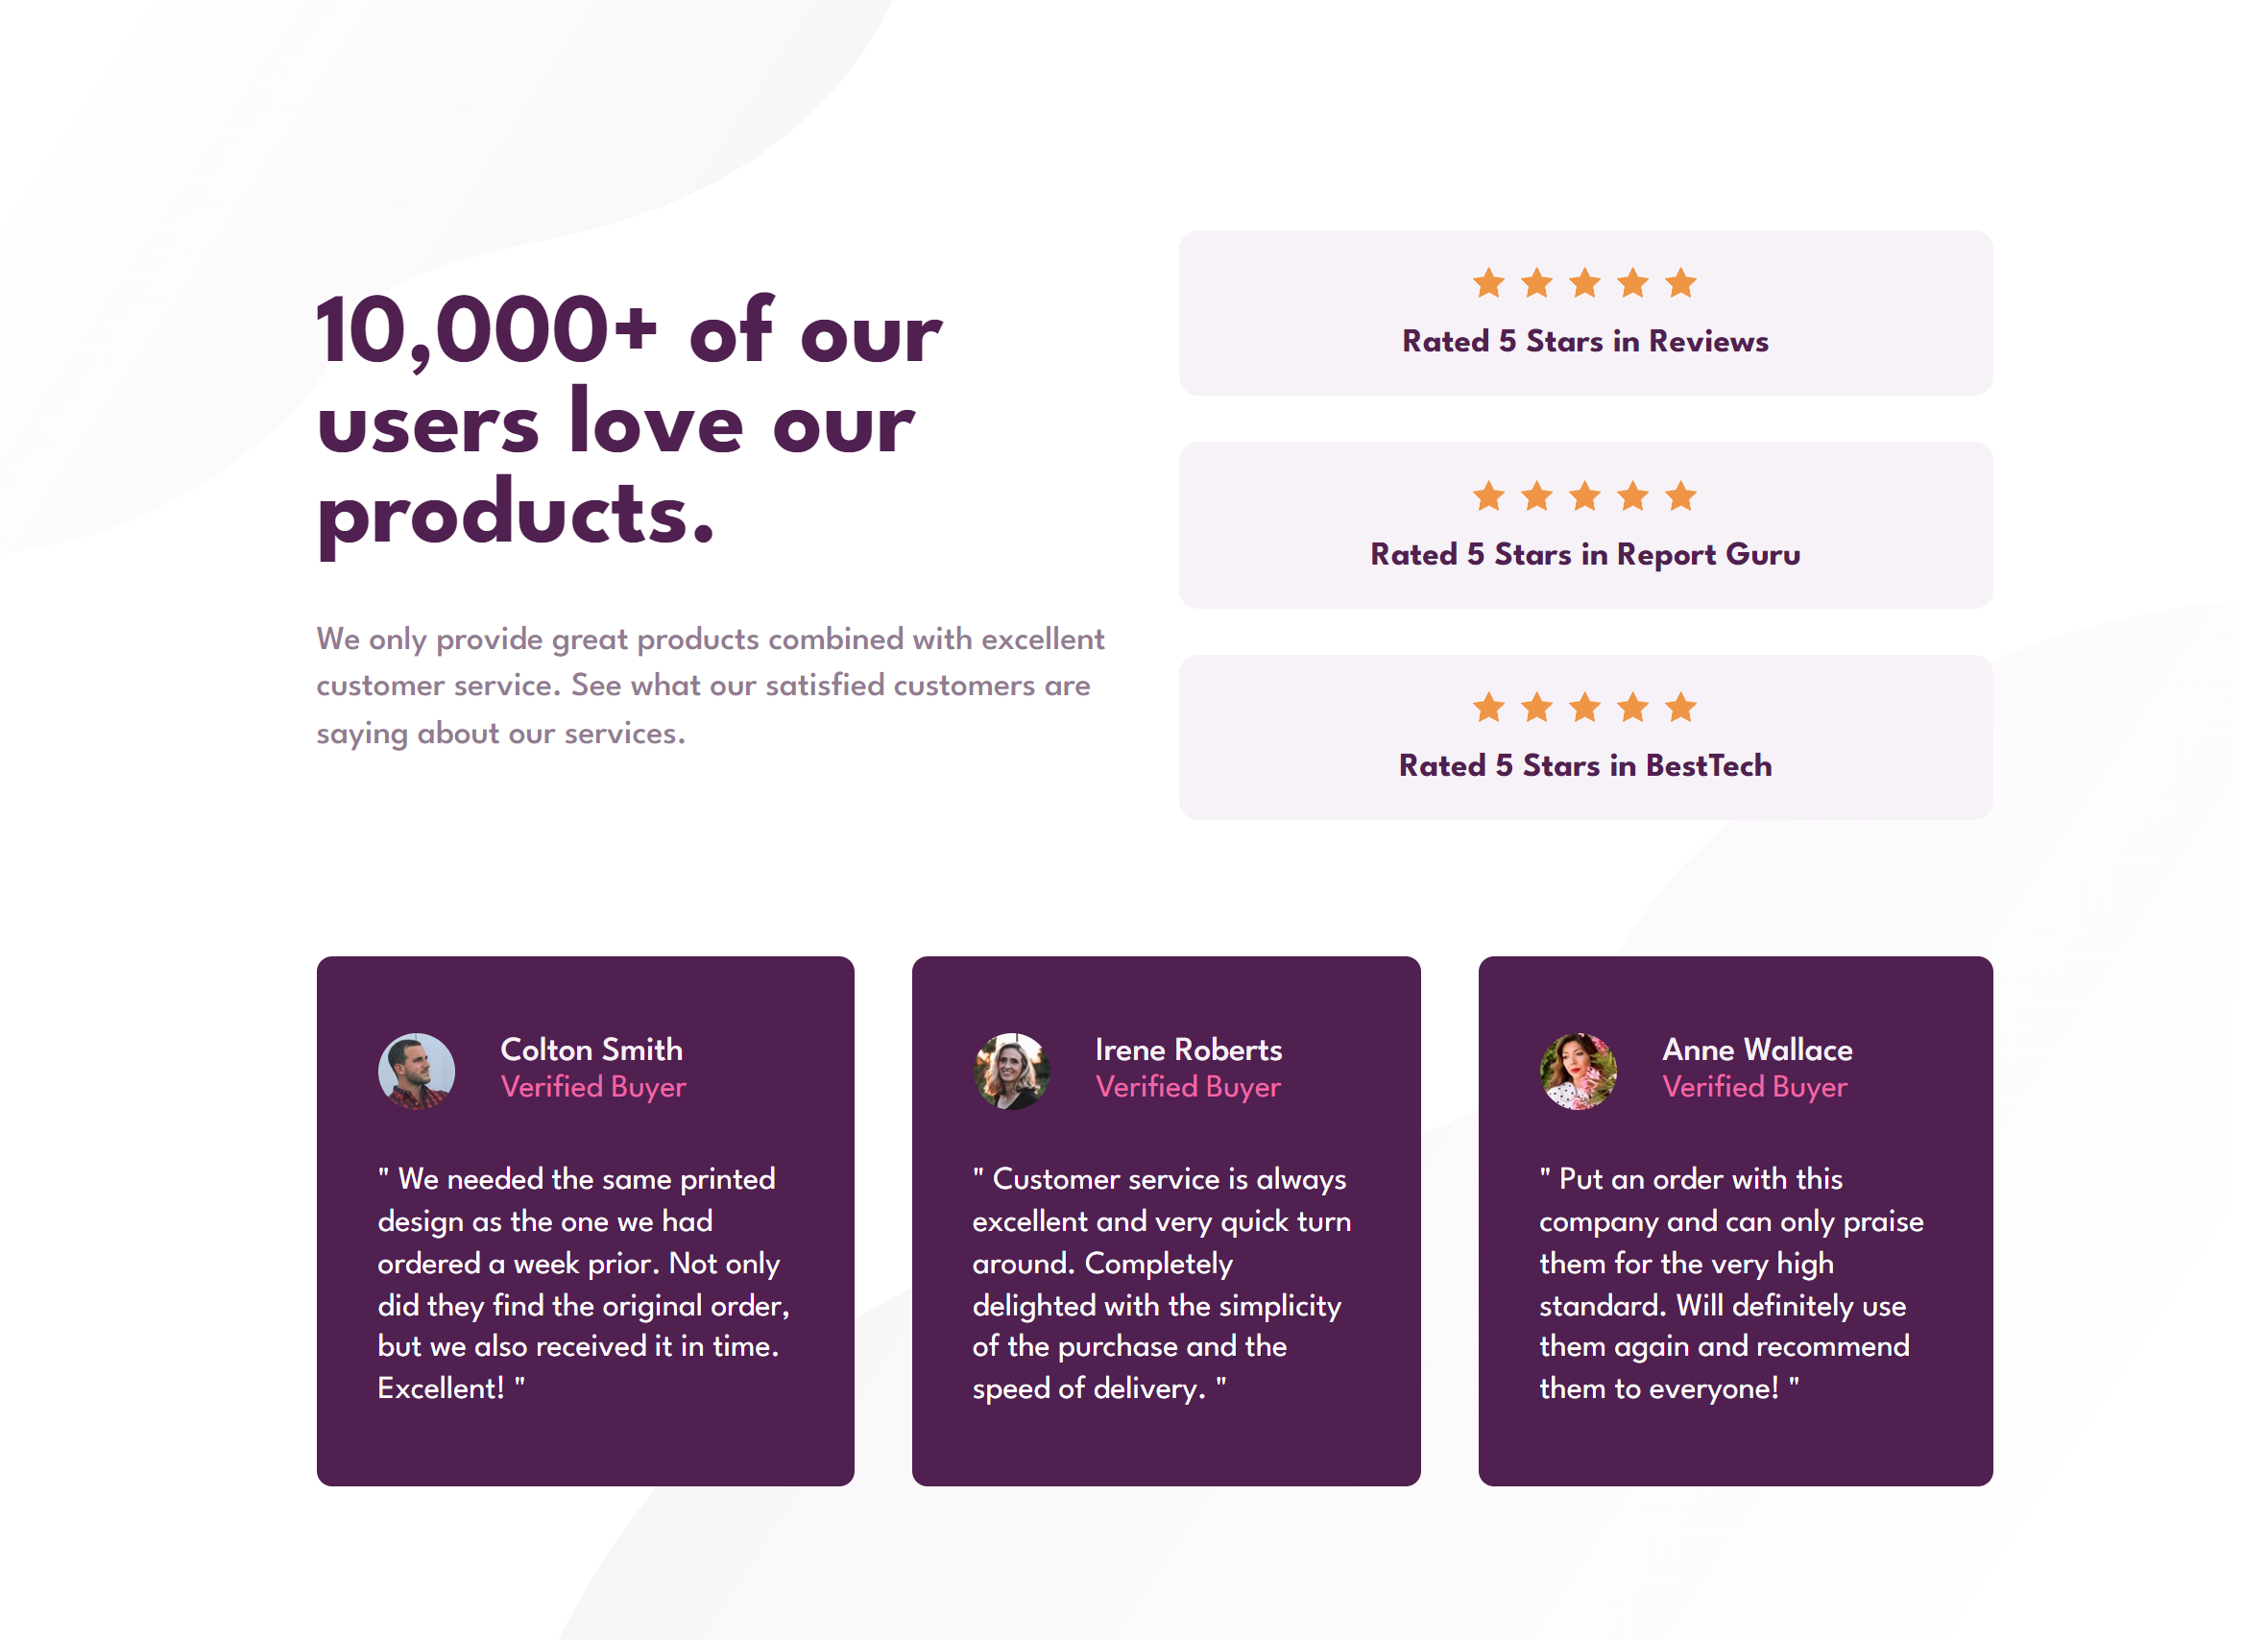 10,000+ of our
users love our
products.
We only provide great products combined with excellent
customer service. See what our satisfied customers are
saying about our services.
Rated 5 Stars in Reviews
Rated 5 Stars in Report Guru
Rated 5 Stars in BestTech
Colton Smith
Verified Buyer
" We needed the same printed
design as the one we had
ordered a week prior. Not only
did they find the original order,
but we also received it in time.
Excellent! "
Irene Roberts
Verified Buyer
" Customer service is always
excellent and very quick turn
around. Completely
delighted with the simplicity
of the purchase and the
speed of delivery. "
Anne Wallace
Verified Buyer
" Put an order with this
company and can only praise
them for the very high
standard. Will definitely use
them again and recommend
them to everyone! "